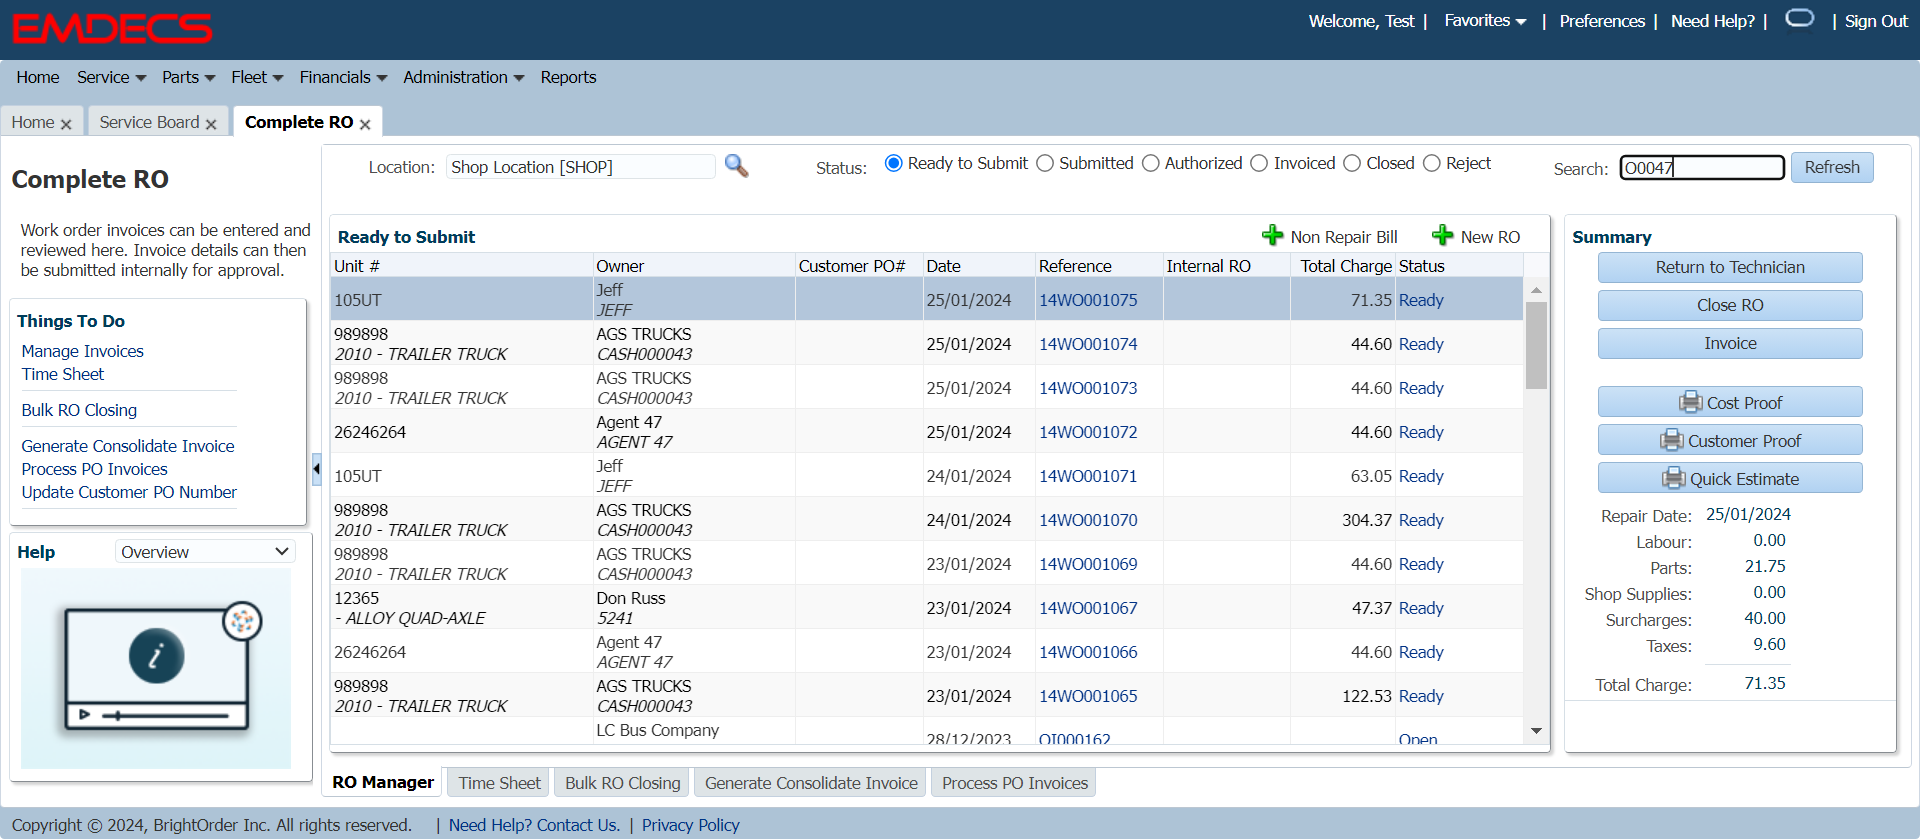 EMDECS
Welcome, Test | Favorites | Preferences | Need Help? | | Sign Out
Home Service Parts Fleet Financials Administration Reports
Home Service Board Complete RO
Complete RO
Work order invoices can be entered and
reviewed here. Invoice details can then
be submitted internally for approval.
Things To Do
Manage Invoices
Time Sheet
Bulk RO Closing
Generate Consolidate Invoice
Process PO Invoices
Update Customer PO Number
Help Overview
i
Location: Shop Location [SHOP] Status: Ready to Submit Submitted Authorized Invoiced Closed Reject Search: O0047 Refresh
Ready to Submit Non Repair Bill New RO
Unit # Owner Customer PO# Date Reference Internal RO Total Charge Status
105UT Jeff 25/01/2024 14WO001075 71.35 Ready
JEFF
989898 AGS TRUCKS 25/01/2024 14WO001074 44.60 Ready
2010 - TRAILER TRUCK CASH000043
989898 AGS TRUCKS 25/01/2024 14WO001073 44.60 Ready
2010 - TRAILER TRUCK CASH000043
26246264 Agent 47 25/01/2024 14WO001072 44.60 Ready
AGENT 47
105UT Jeff 24/01/2024 14WO001071 63.05 Ready
JEFF
989898 AGS TRUCKS 24/01/2024 14WO001070 304.37 Ready
2010 - TRAILER TRUCK CASH000043
989898 AGS TRUCKS 23/01/2024 14WO001069 44.60 Ready
2010 - TRAILER TRUCK CASH000043
12365 Don Russ 23/01/2024 14WO001067 47.37 Ready
- ALLOY QUAD-AXLE 5241
26246264 Agent 47 23/01/2024 14WO001066 44.60 Ready
AGENT 47
989898 AGS TRUCKS 23/01/2024 14WO001065 122.53 Ready
2010 - TRAILER TRUCK CASH000043
LC Bus Company
28/12/2023 OI000162 Open
Summary
Return to Technician
Close RO
Invoice
Cost Proof
Customer Proof
Quick Estimate
Repair Date: 25/01/2024
Labour: 0.00
Parts: 21.75
Shop Supplies: 0.00
Surcharges: 40.00
Taxes: 9.60
Total Charge: 71.35
RO Manager Time Sheet Bulk RO Closing Generate Consolidate Invoice Process PO Invoices
Copyright © 2024, BrightOrder Inc. All rights reserved. | Need Help? Contact Us. | Privacy Policy